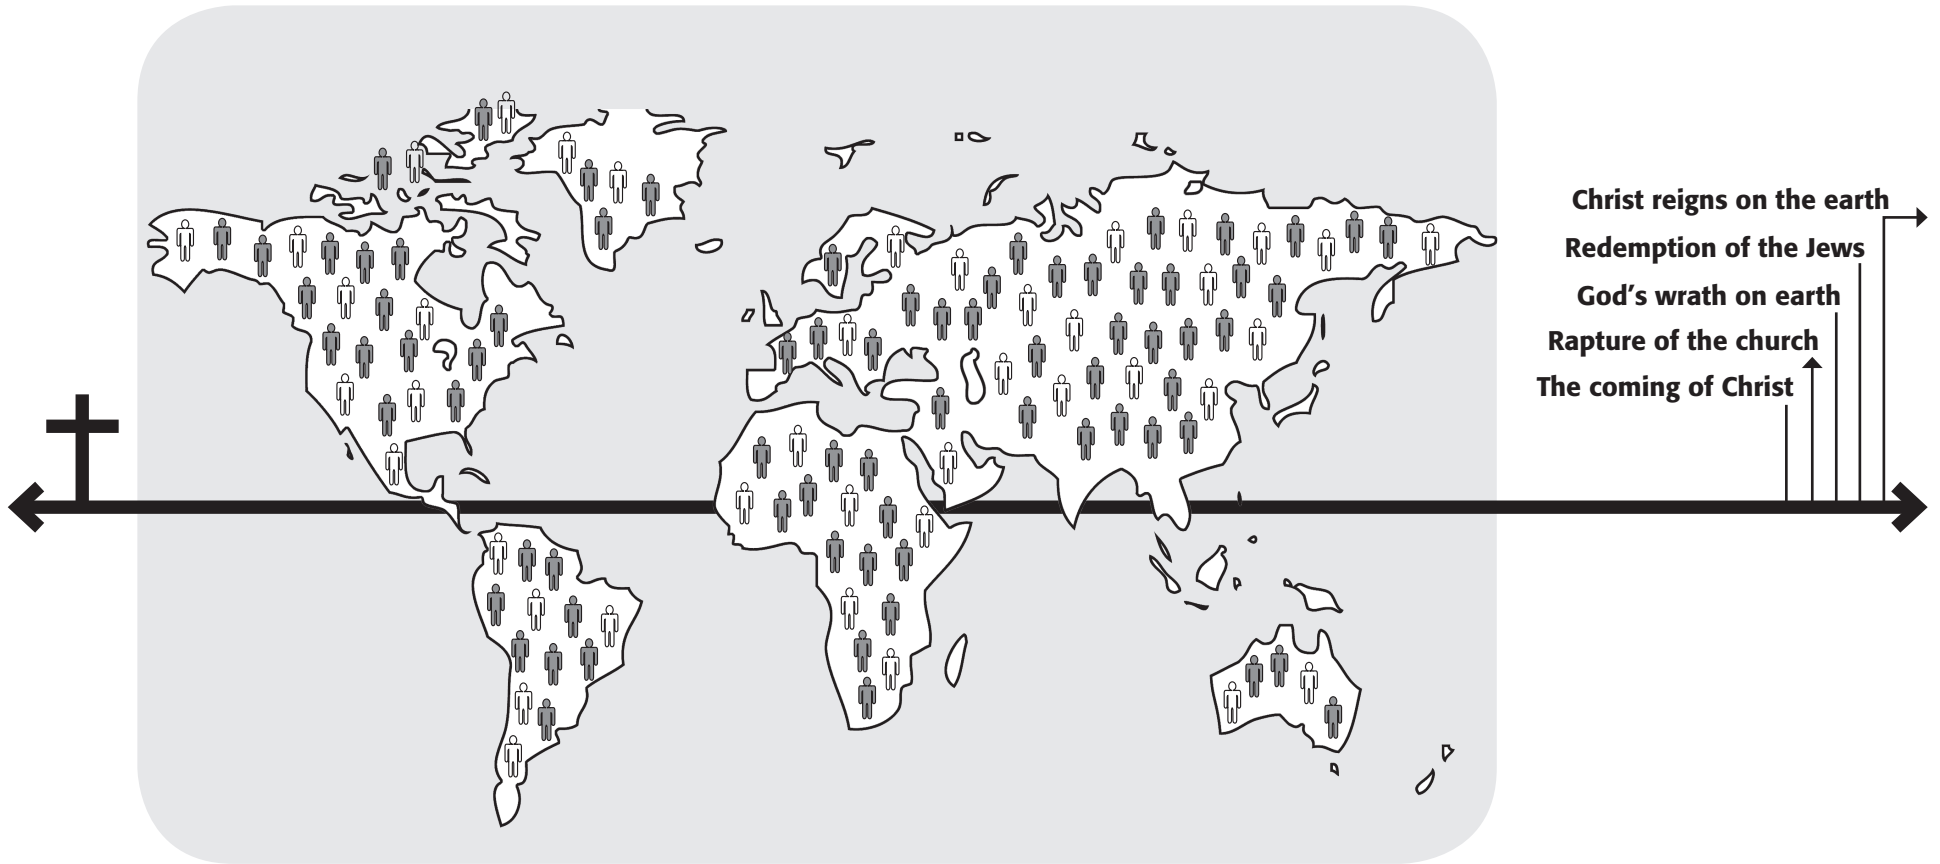 Christ reigns on the earth
Redemption of the Jews
God’s wrath on earth
Rapture of the church
The coming of Christ